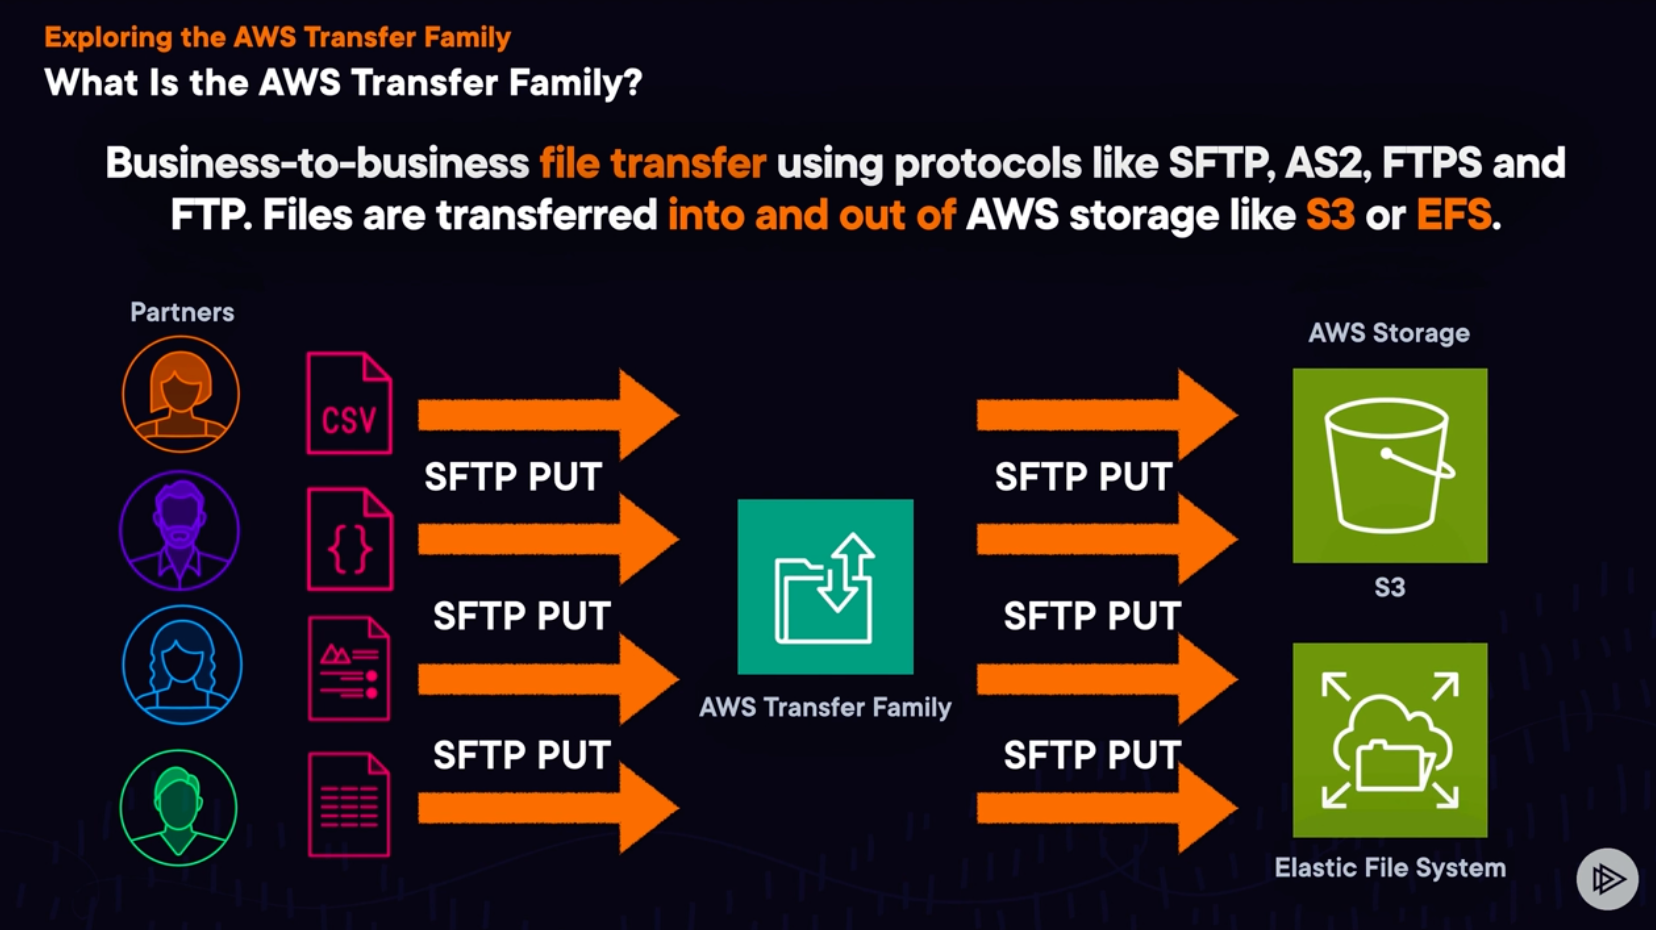 Exploring the AWS Transfer Family
What Is the AWS Transfer Family?
Business-to-business file transfer using protocols like SFTP, AS2, FTPS and
FTP. Files are transferred into and out of AWS storage like S3 or EFS.
Partners
AWS Storage
CSV
SFTP PUT
SFTP PUT
{}
S3
SFTP PUT
SFTP PUT
AWS Transfer Family
SFTP PUT
SFTP PUT
Elastic File System